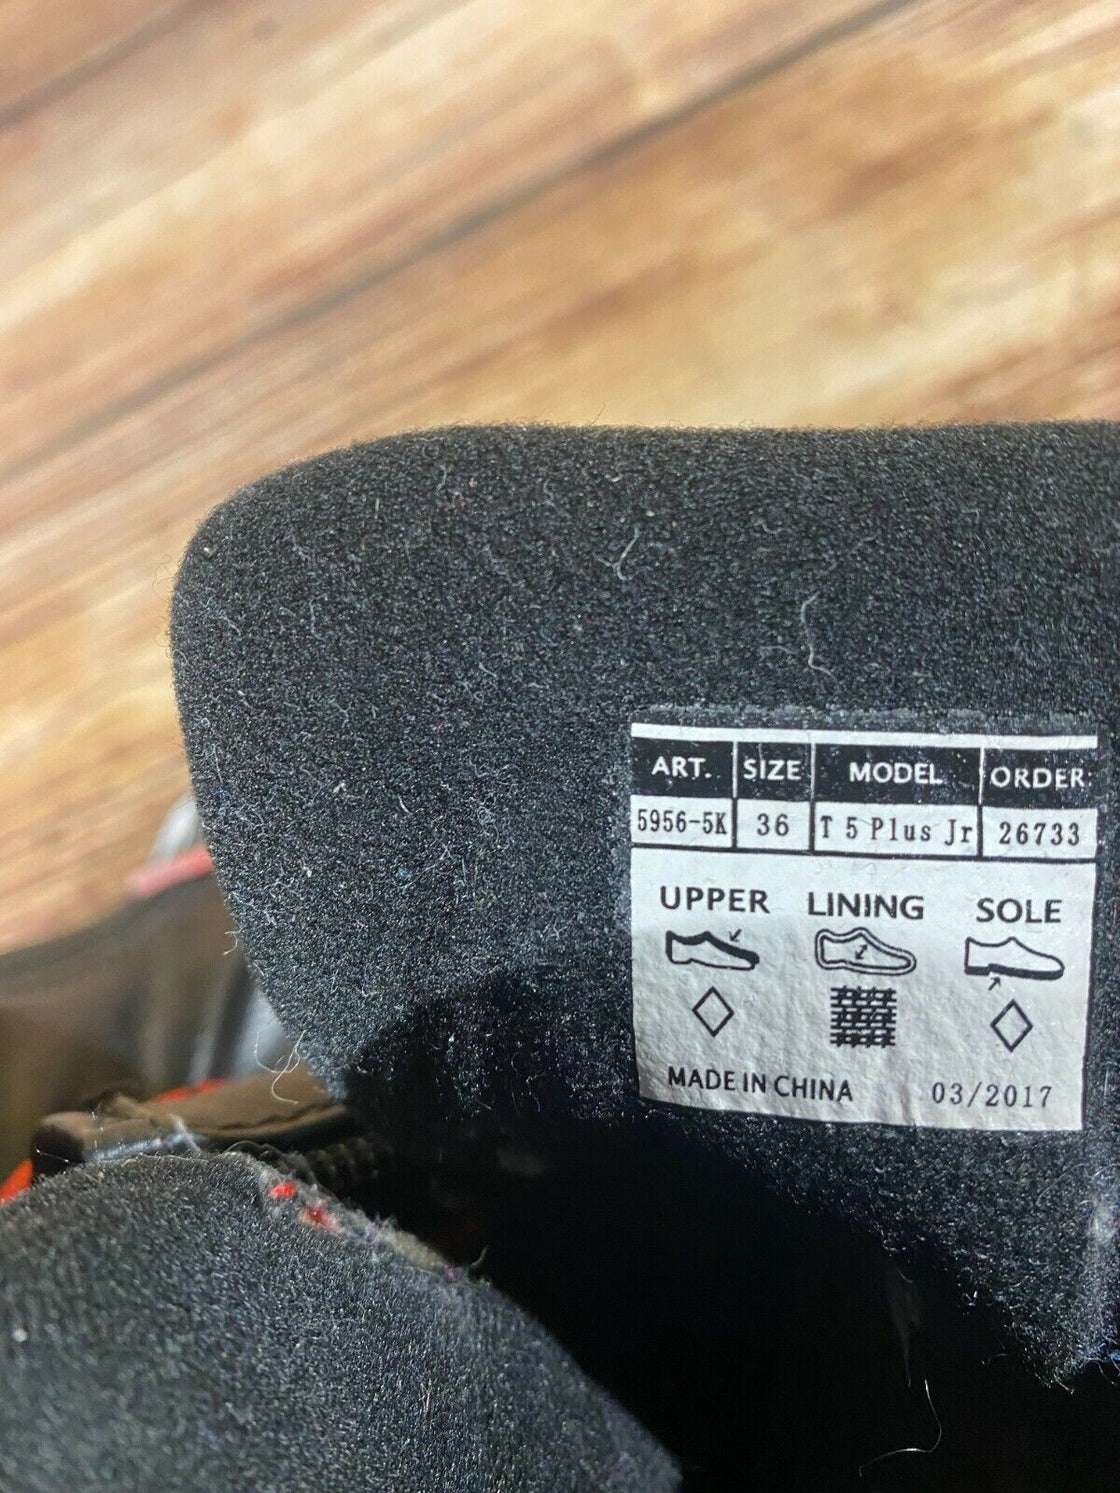 ART. SIZE MODEL ORDER
5956-5K 36 T 5 Plus Jr 26733
UPPER LINING SOLE
MADE IN CHINA 03/2017